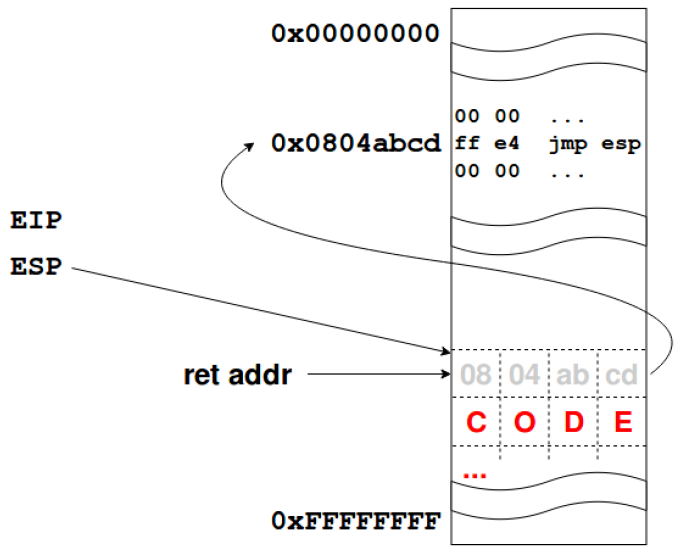 0x00000000
00 00 ...
0x0804abcd ff e4 jmp esp
00 00 ...
EIP
ESP
ret addr 08 04 ab cd
C O D E
...
0xFFFFFFFF